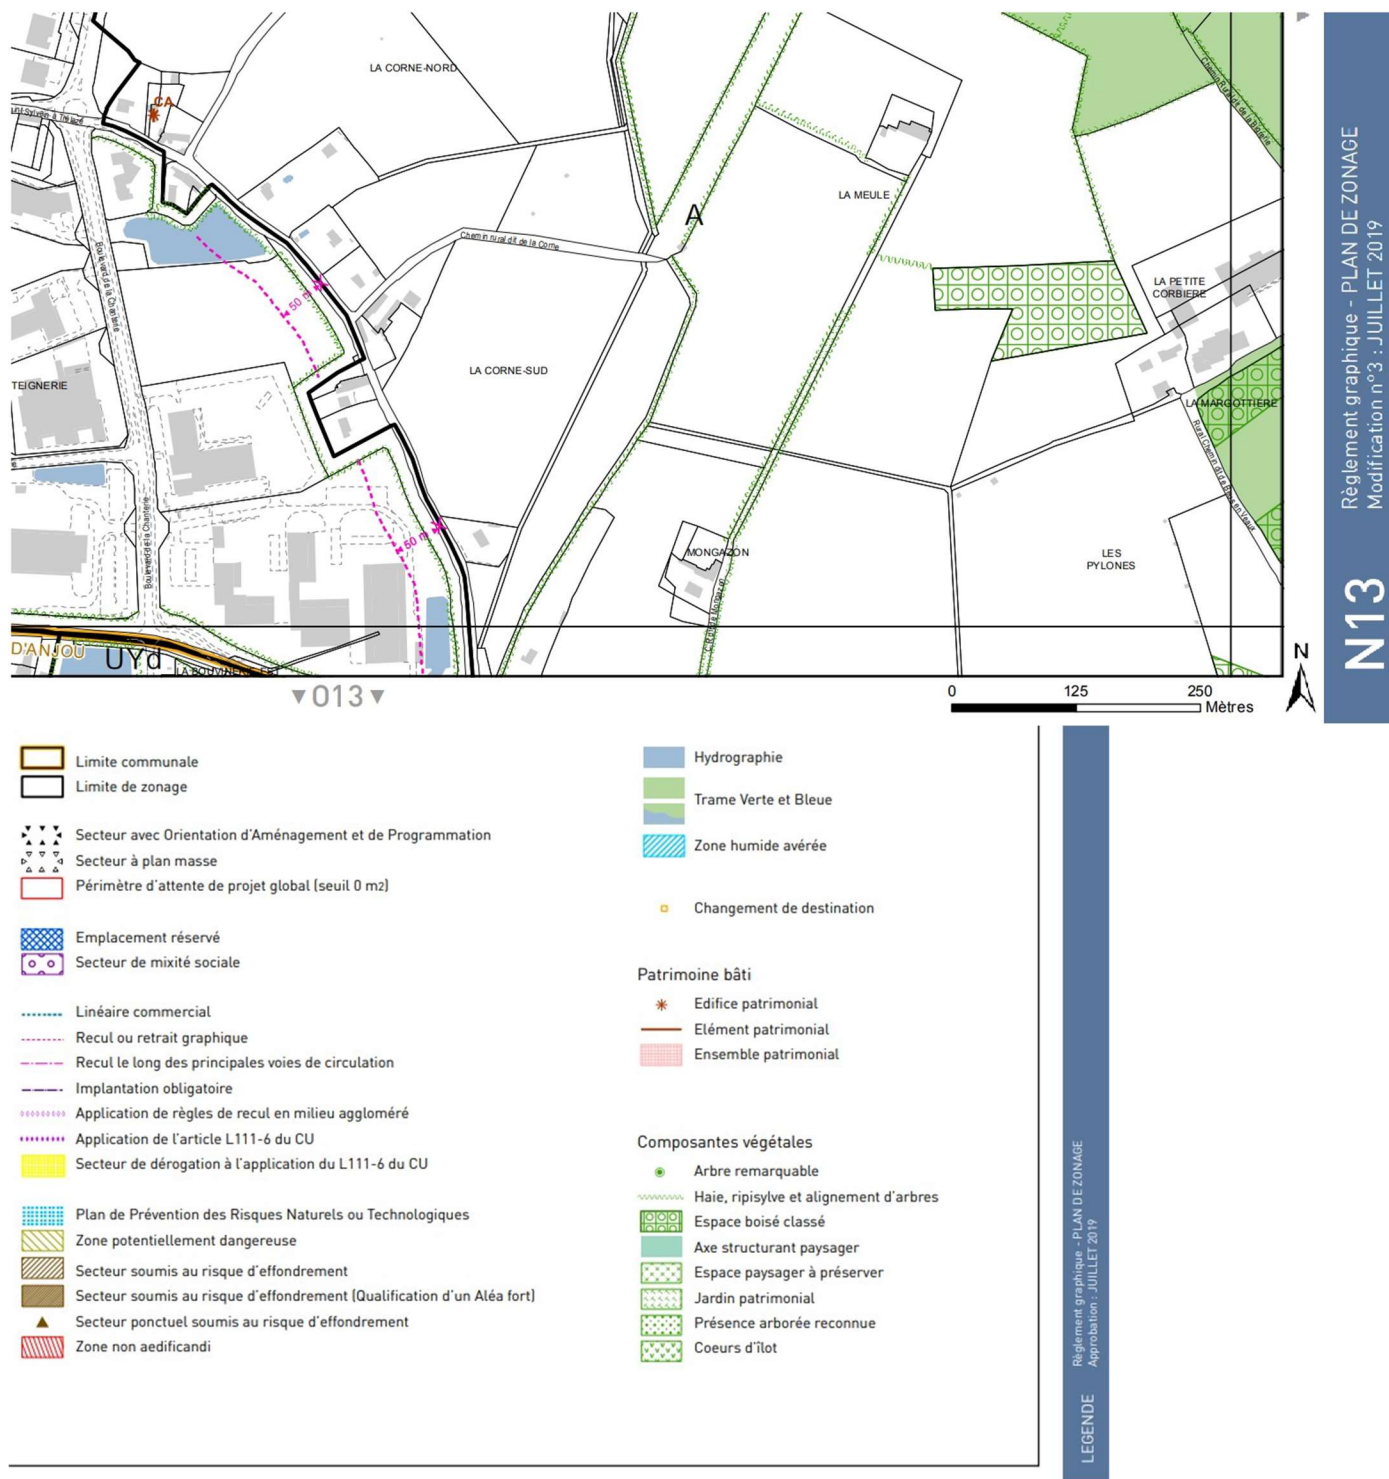 LA CORNE-NORD
CA
LA MEULE
A
Chemin rural dit de la Corne
Boulevard de la Chanterie
50 m
LA PETITE
CORBIERE
LA CORNE-SUD
TEIGNERIE
LA MARGOTTIERE
Boulevard de la Chanterie
50 m
MONGAZON
LES
PYLONES
D'ANJOU
UYd
▼O13▼
0 125 250
Mètres
N
N13
Règlement graphique - PLAN DE ZONAGE
Modification n°3 : JUILLET 2019
Limite communale
Limite de zonage
Secteur avec Orientation d'Aménagement et de Programmation
Secteur à plan masse
Périmètre d'attente de projet global (seuil 0 m2)
Emplacement réservé
Secteur de mixité sociale
Linéaire commercial
Recul ou retrait graphique
Recul le long des principales voies de circulation
Implantation obligatoire
Application de règles de recul en milieu aggloméré
Application de l'article L111-6 du CU
Secteur de dérogation à l'application du L111-6 du CU
Plan de Prévention des Risques Naturels ou Technologiques
Zone potentiellement dangereuse
Secteur soumis au risque d'effondrement
Secteur soumis au risque d'effondrement (Qualification d'un Aléa fort)
Secteur ponctuel soumis au risque d'effondrement
Zone non aedificandi
Hydrographie
Trame Verte et Bleue
Zone humide avérée
Changement de destination
Patrimoine bâti
Edifice patrimonial
Elément patrimonial
Ensemble patrimonial
Composantes végétales
Arbre remarquable
Haie, ripisylve et alignement d'arbres
Espace boisé classé
Axe structurant paysager
Espace paysager à préserver
Jardin patrimonial
Présence arborée reconnue
Coeurs d'îlot
LEGENDE
Règlement graphique - PLAN DE ZONAGE
Approbation : JUILLET 2019